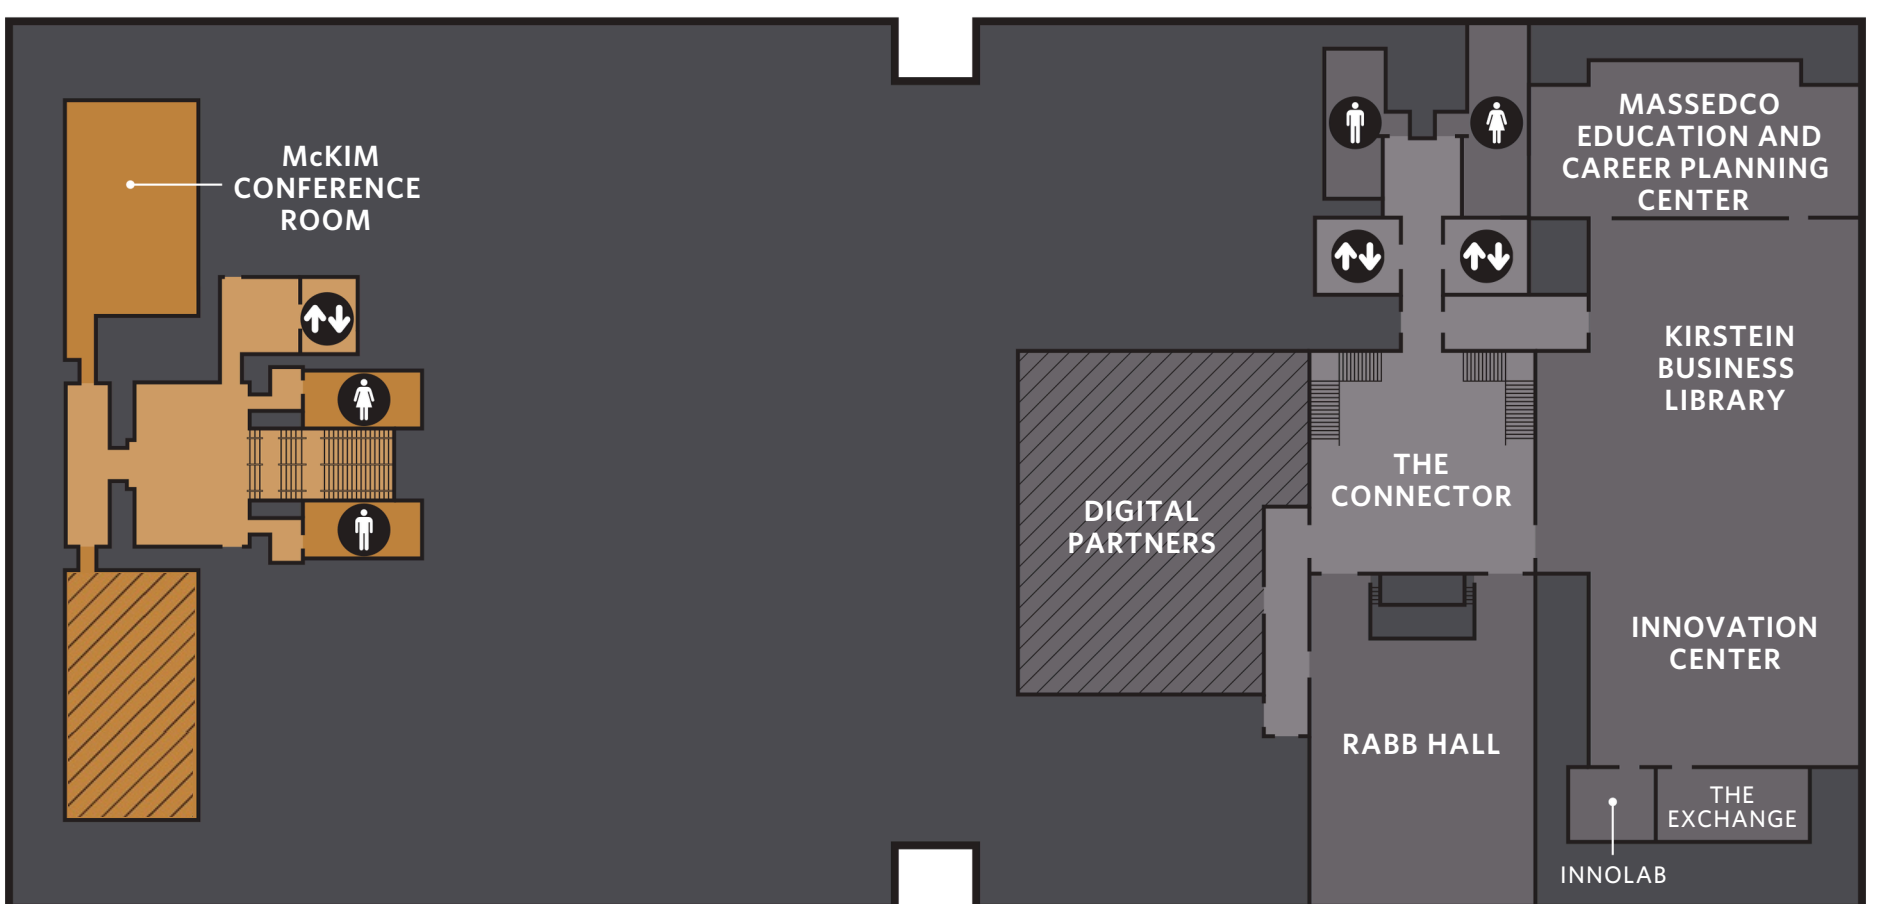 McKIM
CONFERENCE
ROOM
MASSEDCO
EDUCATION AND
CAREER PLANNING
CENTER
KIRSTEIN
BUSINESS
LIBRARY
THE
CONNECTOR
DIGITAL
PARTNERS
INNOVATION
CENTER
RABB HALL
THE
EXCHANGE
INNOLAB